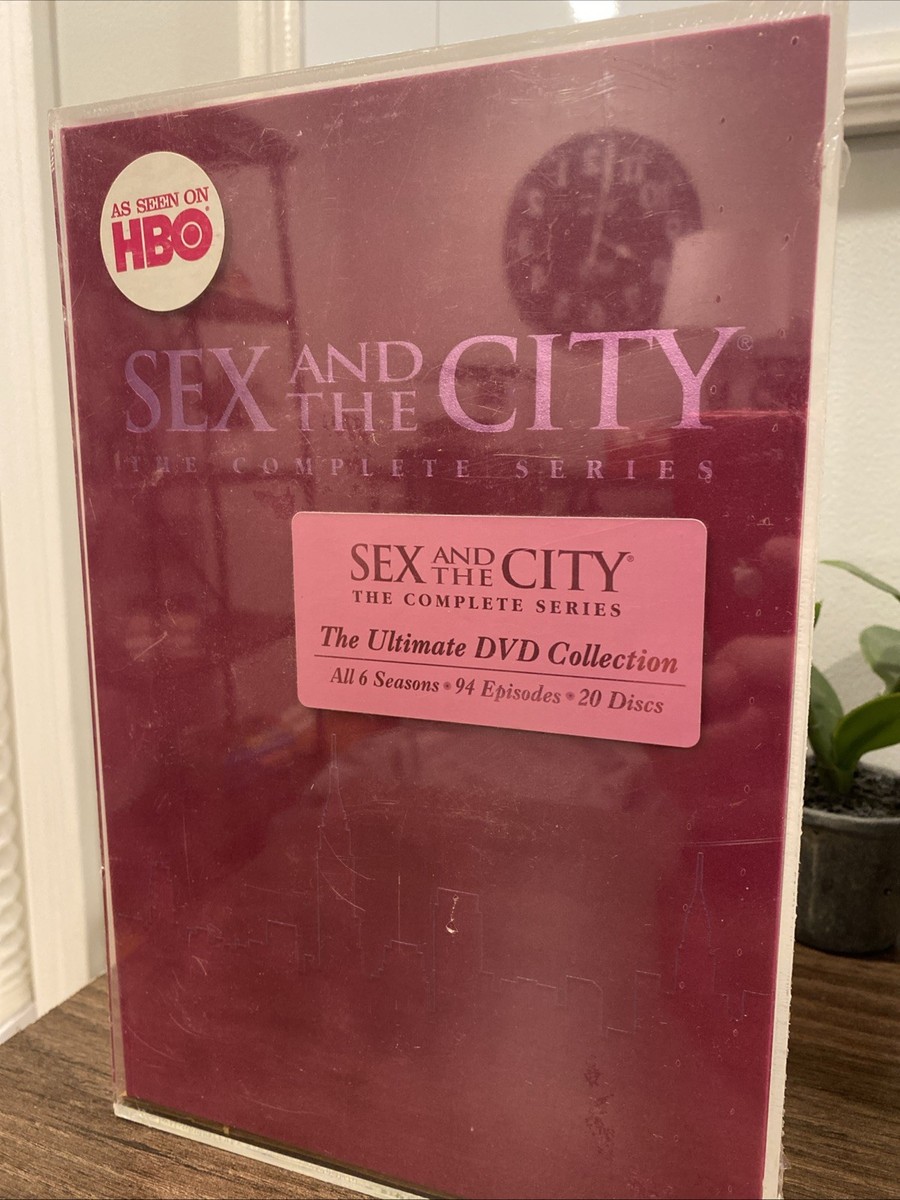 AS SEEN ON
HBO®
SEX AND THE CITY®
THE COMPLETE SERIES
SEX AND THE CITY®
THE COMPLETE SERIES
The Ultimate DVD Collection
All 6 Seasons • 94 Episodes • 20 Discs